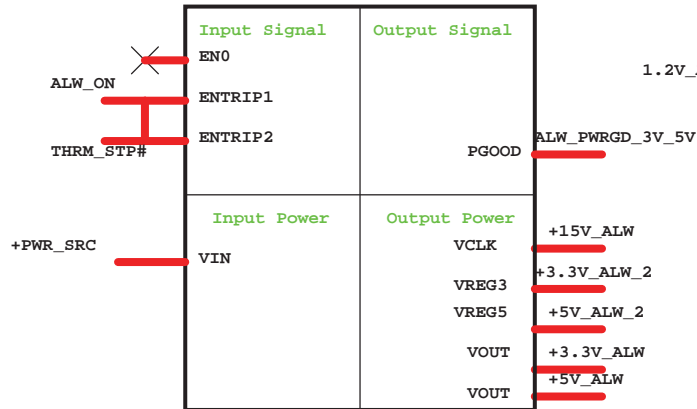 Input Signal
Output Signal
EN0
1.2V_
ALW_ON
ENTRIP1
ENTRIP2
ALW_PWRGD_3V_5V
THRM_STP#
PGOOD
Input Power
Output Power
+15V_ALW
+PWR_SRC
VIN
VCLK
+3.3V_ALW_2
VREG3
VREG5
+5V_ALW_2
VOUT
+3.3V_ALW
+5V_ALW
VOUT